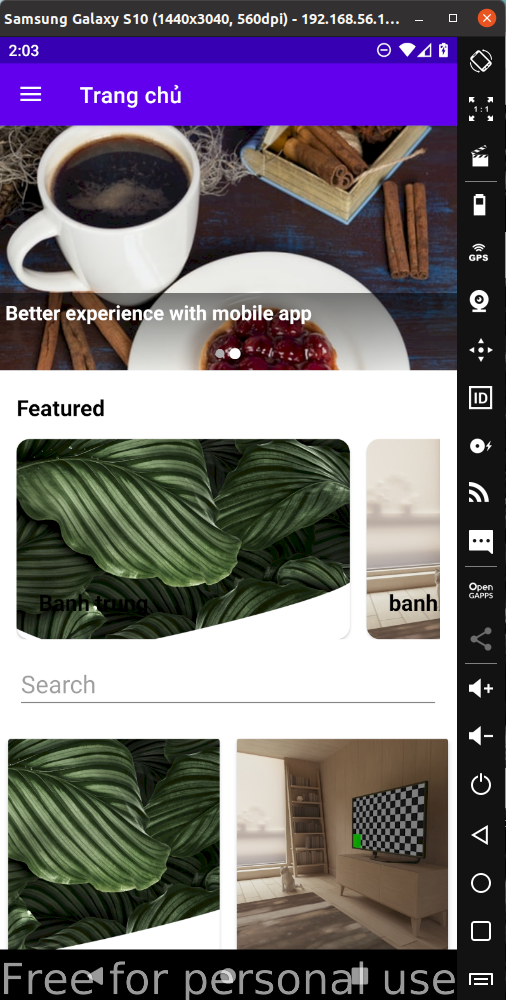 Samsung Galaxy S10 (1440x3040, 560dpi) - 192.168.56.1...
2:03
Trang chủ
1 : 1
GPS
Better experience with mobile app
ID
Featured
Banh trung
banh
Open
GAPPS
Search
Free for personal use